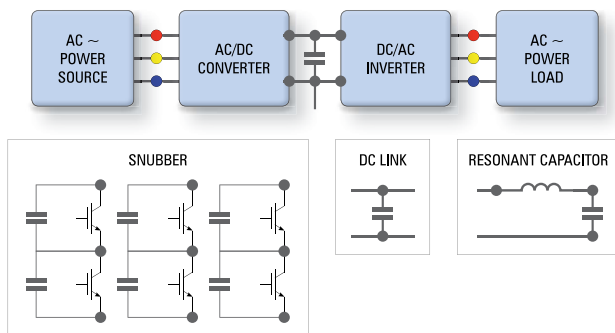 AC ~
POWER
SOURCE
AC/DC
CONVERTER
DC/AC
INVERTER
AC ~
POWER
LOAD
SNUBBER
DC LINK
RESONANT CAPACITOR